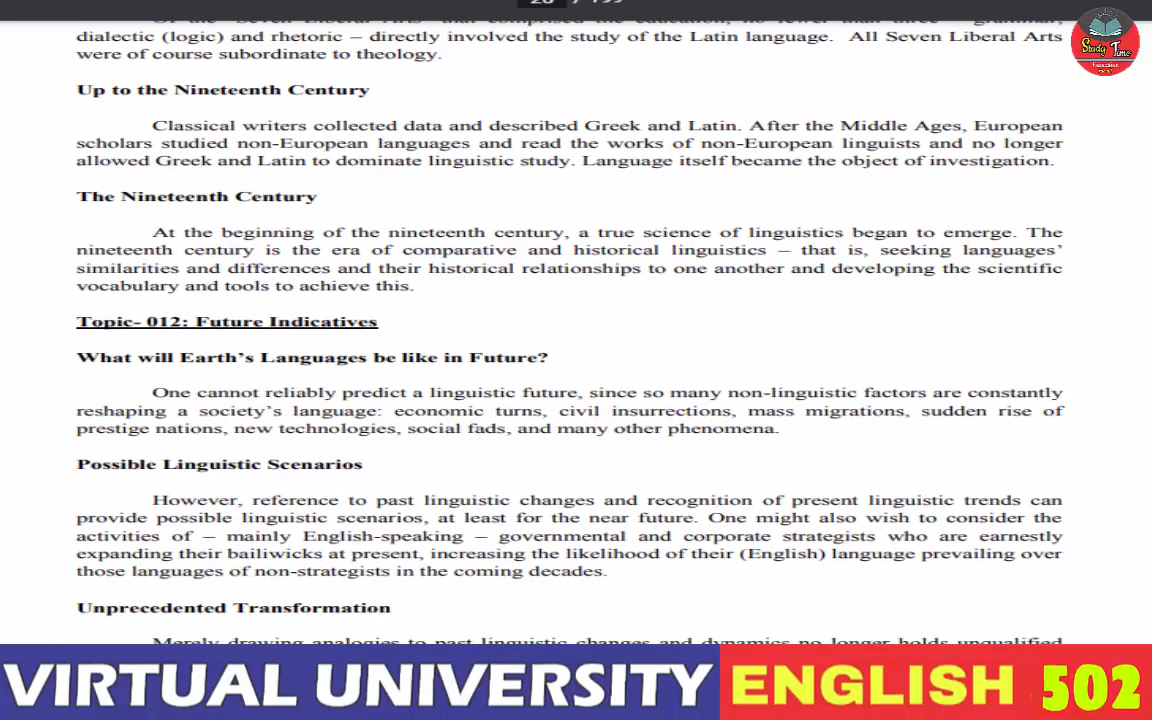 dialectic (logic) and rhetoric – directly involved the study of the Latin language. All Seven Liberal Arts
were of course subordinate to theology.
Up to the Nineteenth Century
Classical writers collected data and described Greek and Latin. After the Middle Ages, European
scholars studied non-European languages and read the works of non-European linguists and no longer
allowed Greek and Latin to dominate linguistic study. Language itself became the object of investigation.
The Nineteenth Century
At the beginning of the nineteenth century, a true science of linguistics began to emerge. The
nineteenth century is the era of comparative and historical linguistics – that is, seeking languages’
similarities and differences and their historical relationships to one another and developing the scientific
vocabulary and tools to achieve this.
Topic- 012: Future Indicatives
What will Earth’s Languages be like in Future?
One cannot reliably predict a linguistic future, since so many non-linguistic factors are constantly
reshaping a society’s language: economic turns, civil insurrections, mass migrations, sudden rise of
prestige nations, new technologies, social fads, and many other phenomena.
Possible Linguistic Scenarios
However, reference to past linguistic changes and recognition of present linguistic trends can
provide possible linguistic scenarios, at least for the near future. One might also wish to consider the
activities of – mainly English-speaking – governmental and corporate strategists who are earnestly
expanding their bailiwicks at present, increasing the likelihood of their (English) language prevailing over
those languages of non-strategists in the coming decades.
Unprecedented Transformation
Merely drawing analogies to past linguistic changes and dynamics no longer holds unqualified
VIRTUAL UNIVERSITY ENGLISH 502
Study Time